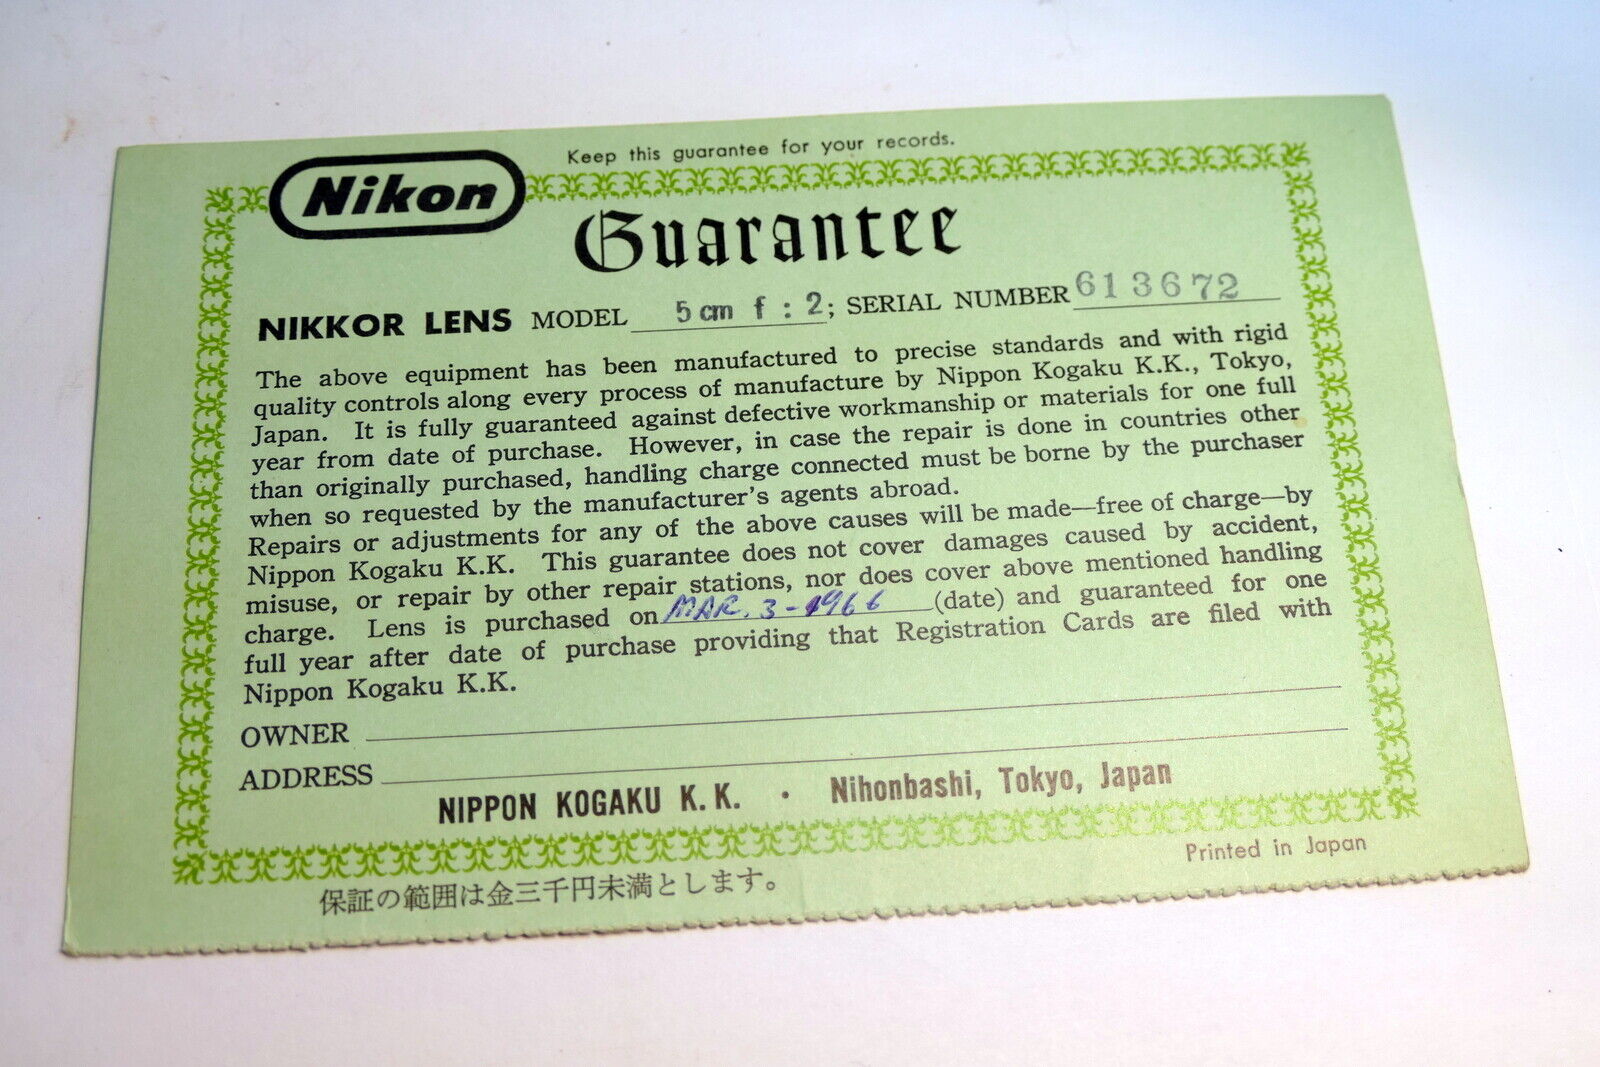 Keep this guarantee for your records.
Nikon
Guarantee
NIKKOR LENS MODEL 5cm f : 2; SERIAL NUMBER 613672
The above equipment has been manufactured to precise standards and with rigid
quality controls along every process of manufacture by Nippon Kogaku K.K., Tokyo,
Japan. It is fully guaranteed against defective workmanship or materials for one full
year from date of purchase. However, in case the repair is done in countries other
than originally purchased, handling charge connected must be borne by the purchaser
when so requested by the manufacturer's agents abroad.
Repairs or adjustments for any of the above causes will be made—free of charge—by
Nippon Kogaku K.K. This guarantee does not cover damages caused by accident,
misuse, or repair by other repair stations, nor does cover above mentioned handling
charge. Lens is purchased on MAR. 3-1966 (date) and guaranteed for one
full year after date of purchase providing that Registration Cards are filed with
Nippon Kogaku K.K.
OWNER
ADDRESS
NIPPON KOGAKU K.K. · Nihonbashi, Tokyo, Japan
Printed in Japan
保証の範囲は金三千円未満とします。